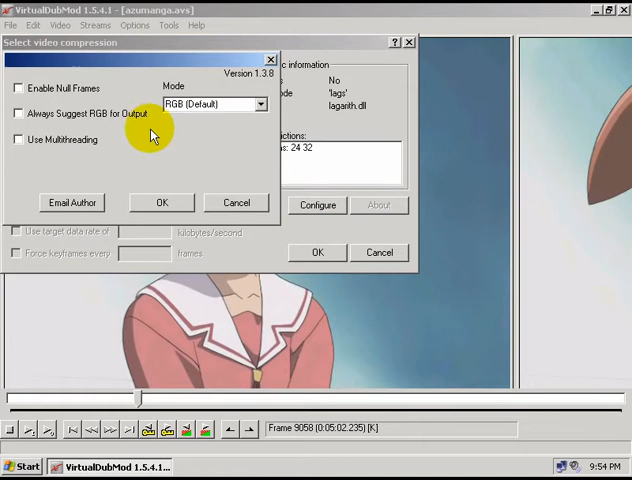 VirtualDubMod 1.5.4.1 - [azumanga.avs]
File Edit Video Streams Options Tools Help
Select video compression
Version 1.3.8
Enable Null Frames
Mode
Always Suggest RGB for Output
RGB (Default)
Use Multithreading
Email Author
OK
Cancel
c information
No
ode 'lags'
lagarith.dll
ictions:
ns: 24 32
Configure
About
Use target data rate of kilobytes/second
Force keyframes every frames
OK
Cancel
Frame 9058 (0:05:02.235) [K]
Start
VirtualDubMod 1.5.4.1...
9:54 PM